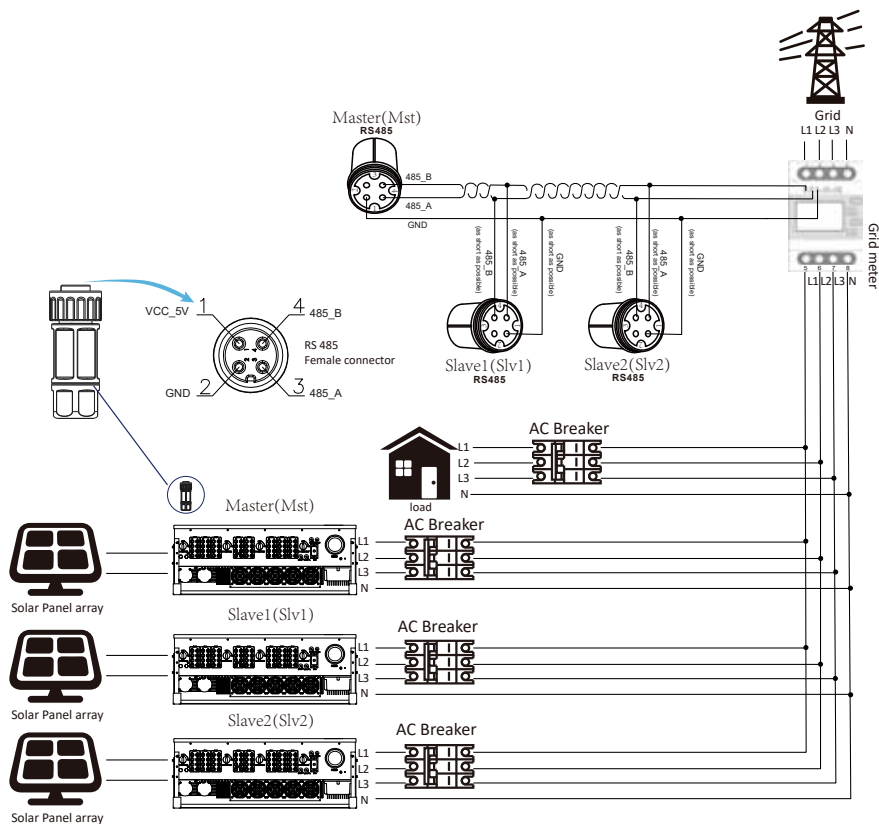 Grid
L1 L2 L3 N
Master(Mst)
RS485
485_B
485_A
GND
Grid meter
5 6 7 8
L1 L2 L3 N
485_B
(as short as possible)
485_A
(as short as possible)
GND
(as short as possible)
485_B
(as short as possible)
485_A
(as short as possible)
GND
(as short as possible)
Slave1(Slv1)
RS485
Slave2(Slv2)
RS485
VCC_5V
1
4
485_B
RS 485
Female connector
GND
2
3
485_A
AC Breaker
L1
L2
L3
N
load
Master(Mst)
AC Breaker
L1
L2
L3
N
Solar Panel array
Slave1(Slv1)
AC Breaker
L1
L2
L3
N
Solar Panel array
Slave2(Slv2)
AC Breaker
L1
L2
L3
N
Solar Panel array